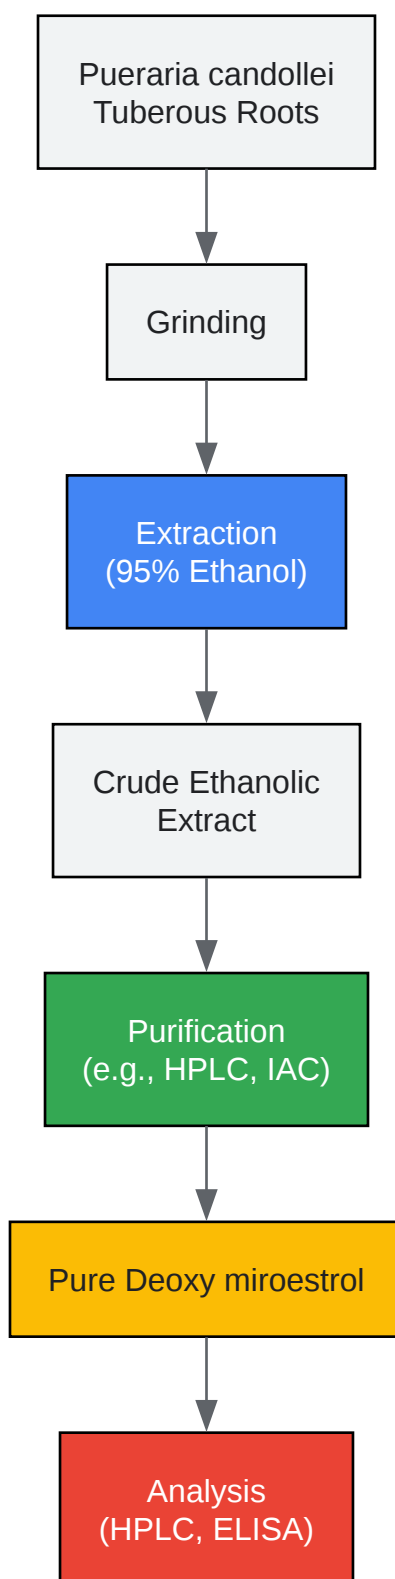 Pueraria candollei
Tuberous Roots
Grinding
Extraction
(95% Ethanol)
Crude Ethanolic
Extract
Purification
(e.g., HPLC, IAC)
Pure Deoxy miroestrol
Analysis
(HPLC, ELISA)